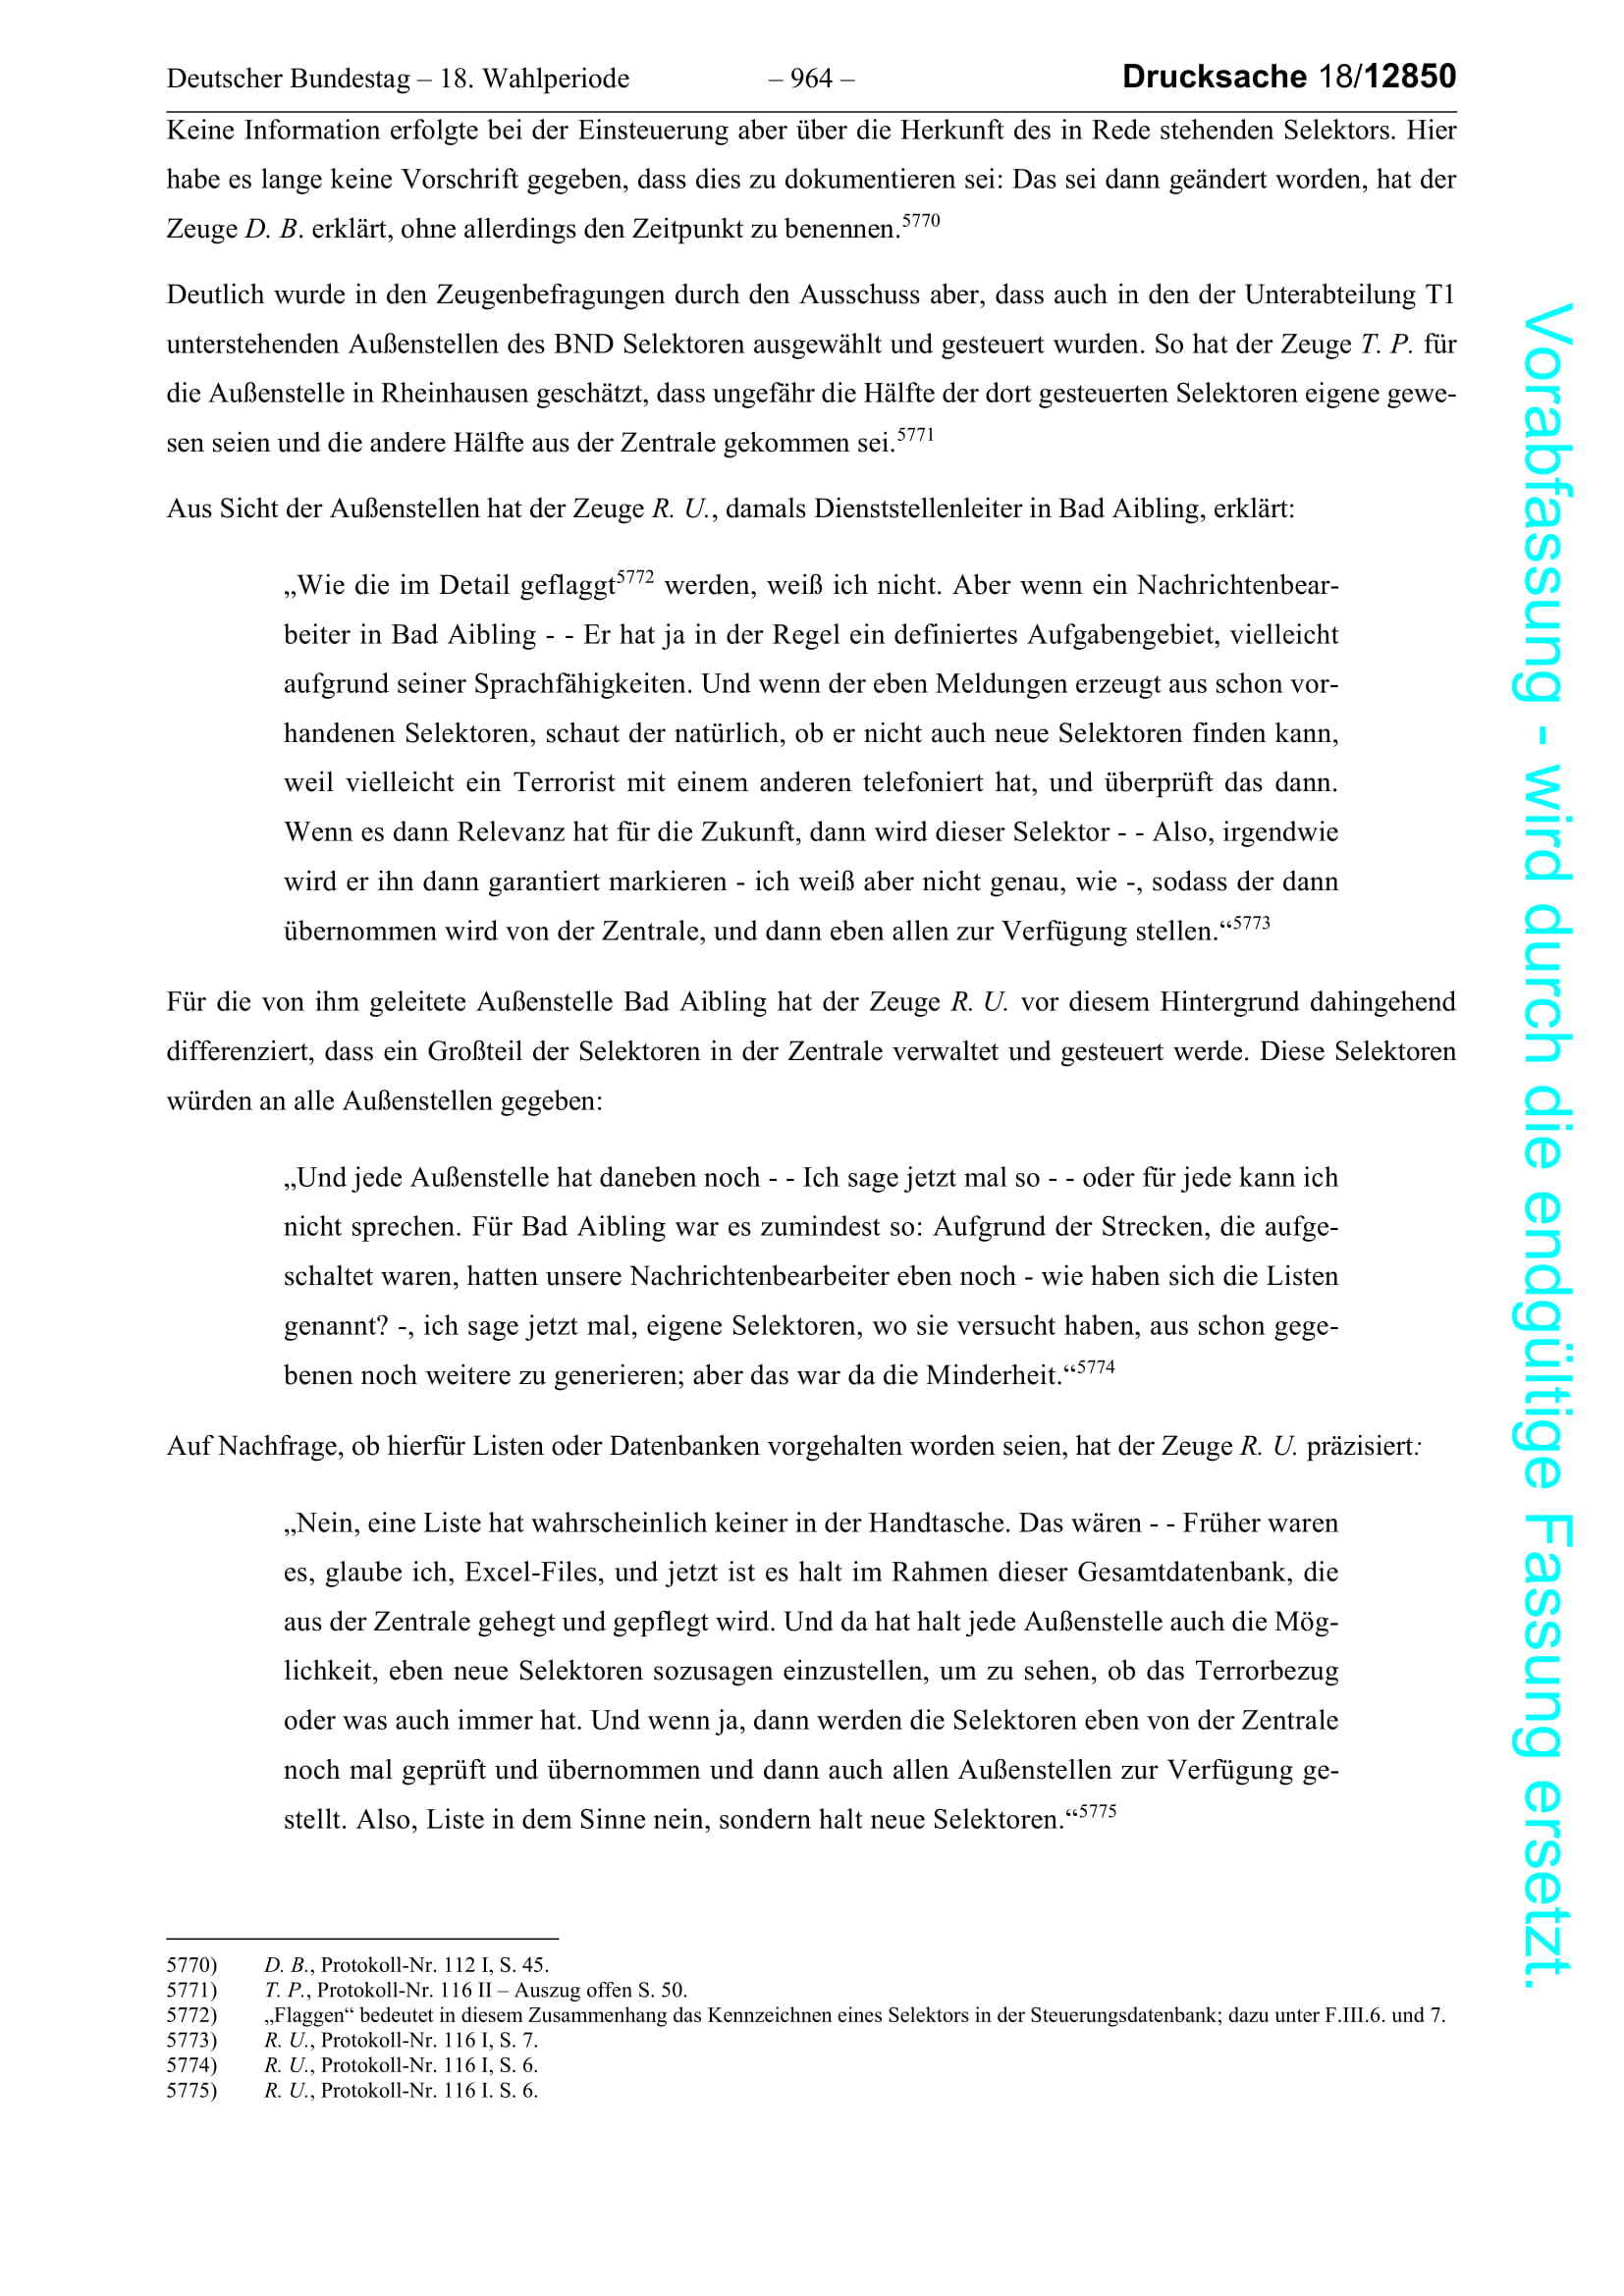 Deutscher Bundestag – 18. Wahlperiode – 964 – Drucksache 18/12850
Keine Information erfolgte bei der Einsteuerung aber über die Herkunft des in Rede stehenden Selektors. Hier
habe es lange keine Vorschrift gegeben, dass dies zu dokumentieren sei: Das sei dann geändert worden, hat der
Zeuge D. B. erklärt, ohne allerdings den Zeitpunkt zu benennen.5770
Deutlich wurde in den Zeugenbefragungen durch den Ausschuss aber, dass auch in den der Unterabteilung T1
unterstehenden Außenstellen des BND Selektoren ausgewählt und gesteuert wurden. So hat der Zeuge T. P. für
die Außenstelle in Rheinhausen geschätzt, dass ungefähr die Hälfte der dort gesteuerten Selektoren eigene gewe-
sen seien und die andere Hälfte aus der Zentrale gekommen sei.5771
Aus Sicht der Außenstellen hat der Zeuge R. U., damals Dienststellenleiter in Bad Aibling, erklärt:
„Wie die im Detail geflaggt5772 werden, weiß ich nicht. Aber wenn ein Nachrichtenbear-
beiter in Bad Aibling - - Er hat ja in der Regel ein definiertes Aufgabengebiet, vielleicht
aufgrund seiner Sprachfähigkeiten. Und wenn der eben Meldungen erzeugt aus schon vor-
handenen Selektoren, schaut der natürlich, ob er nicht auch neue Selektoren finden kann,
weil vielleicht ein Terrorist mit einem anderen telefoniert hat, und überprüft das dann.
Wenn es dann Relevanz hat für die Zukunft, dann wird dieser Selektor - - Also, irgendwie
wird er ihn dann garantiert markieren - ich weiß aber nicht genau, wie -, sodass der dann
übernommen wird von der Zentrale, und dann eben allen zur Verfügung stellen.“5773
Für die von ihm geleitete Außenstelle Bad Aibling hat der Zeuge R. U. vor diesem Hintergrund dahingehend
differenziert, dass ein Großteil der Selektoren in der Zentrale verwaltet und gesteuert werde. Diese Selektoren
würden an alle Außenstellen gegeben:
„Und jede Außenstelle hat daneben noch - - Ich sage jetzt mal so - - oder für jede kann ich
nicht sprechen. Für Bad Aibling war es zumindest so: Aufgrund der Strecken, die aufge-
schaltet waren, hatten unsere Nachrichtenbearbeiter eben noch - wie haben sich die Listen
genannt? -, ich sage jetzt mal, eigene Selektoren, wo sie versucht haben, aus schon gege-
benen noch weitere zu generieren; aber das war da die Minderheit.“5774
Auf Nachfrage, ob hierfür Listen oder Datenbanken vorgehalten worden seien, hat der Zeuge R. U. präzisiert:
„Nein, eine Liste hat wahrscheinlich keiner in der Handtasche. Das wären - - Früher waren
es, glaube ich, Excel-Files, und jetzt ist es halt im Rahmen dieser Gesamtdatenbank, die
aus der Zentrale gehegt und gepflegt wird. Und da hat halt jede Außenstelle auch die Mög-
lichkeit, eben neue Selektoren sozusagen einzustellen, um zu sehen, ob das Terrorbezug
oder was auch immer hat. Und wenn ja, dann werden die Selektoren eben von der Zentrale
noch mal geprüft und übernommen und dann auch allen Außenstellen zur Verfügung ge-
stellt. Also, Liste in dem Sinne nein, sondern halt neue Selektoren.“5775
5770) D. B., Protokoll-Nr. 112 I, S. 45.
5771) T. P., Protokoll-Nr. 116 II – Auszug offen S. 50.
5772) „Flaggen“ bedeutet in diesem Zusammenhang das Kennzeichnen eines Selektors in der Steuerungsdatenbank; dazu unter F.III.6. und 7.
5773) R. U., Protokoll-Nr. 116 I, S. 7.
5774) R. U., Protokoll-Nr. 116 I, S. 6.
5775) R. U., Protokoll-Nr. 116 I. S. 6.
Vorabfassung - wird durch die endgültige Fassung ersetzt.